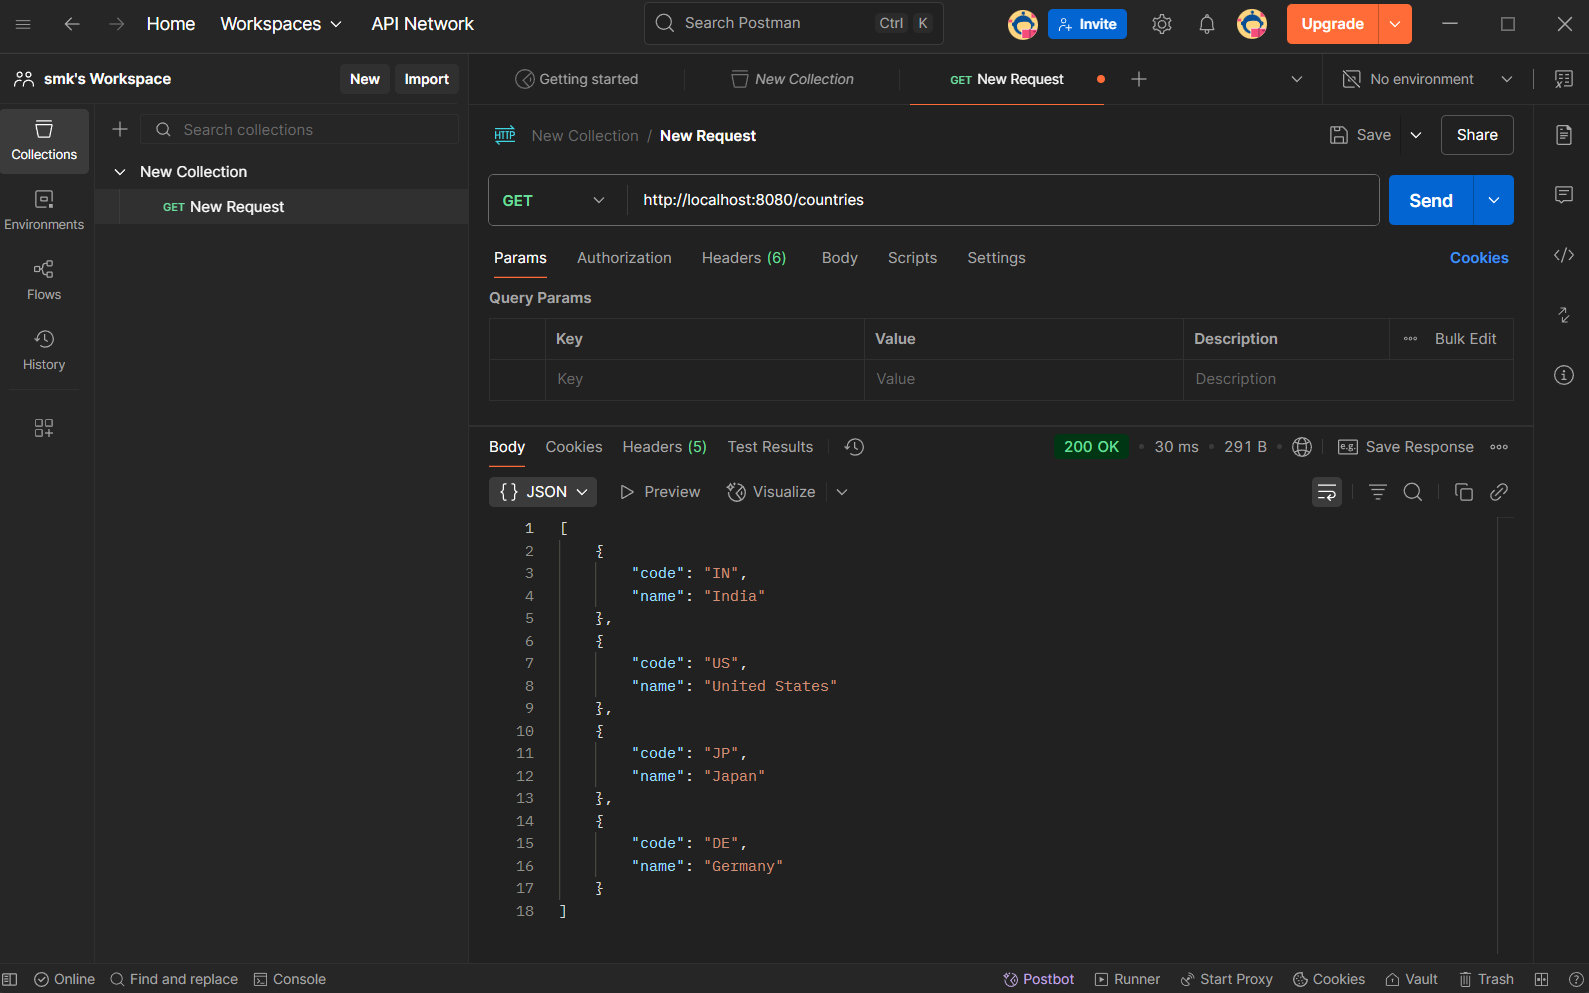 Home Workspaces API Network Search Postman Ctrl K Invite Upgrade
smk's Workspace New Import Getting started New Collection GET New Request No environment
Collections
Environments
Flows
History
Search collections
New Collection
GET New Request
HTTP New Collection / New Request Save Share
GET http://localhost:8080/countries Send
Params Authorization Headers (6) Body Scripts Settings Cookies
Query Params
Key Value Description Bulk Edit
Key Value Description
Body Cookies Headers (5) Test Results 200 OK • 30 ms • 291 B • e.g. Save Response
{} JSON Preview Visualize
1 [
2 {
3 "code": "IN",
4 "name": "India"
5 },
6 {
7 "code": "US",
8 "name": "United States"
9 },
10 {
11 "code": "JP",
12 "name": "Japan"
13 },
14 {
15 "code": "DE",
16 "name": "Germany"
17 }
18 ]
Online Find and replace Console Postbot Runner Start Proxy Cookies Vault Trash